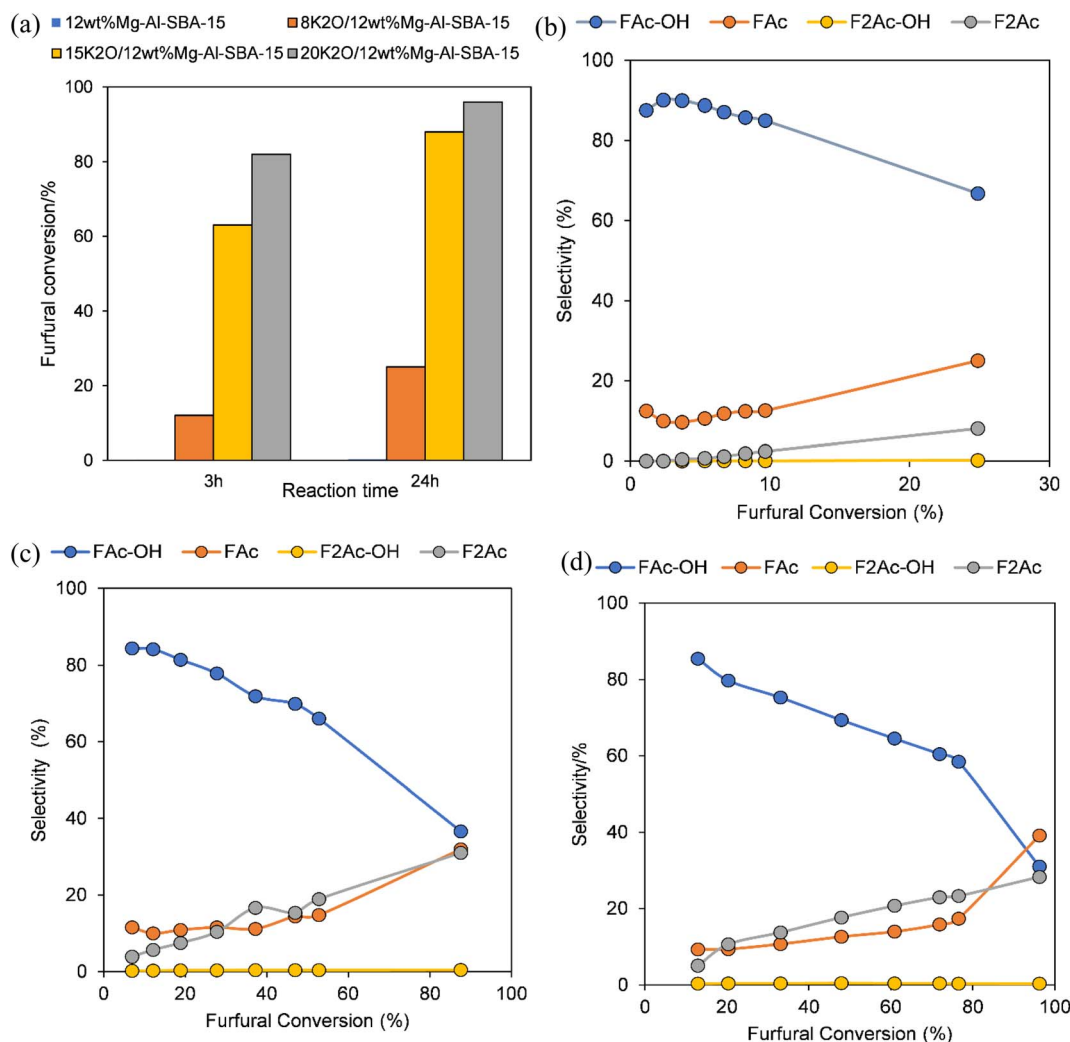 (a)
12wt%Mg-Al-SBA-15
8K2O/12wt%Mg-Al-SBA-15
15K2O/12wt%Mg-Al-SBA-15
20K2O/12wt%Mg-Al-SBA-15
Furfural conversion/%
100
80
60
40
20
0
3h
24h
Reaction time
(b)
FAc-OH FAc F2Ac-OH F2Ac
Selectivity (%)
100
80
60
40
20
0
0 10 20 30
Furfural Conversion (%)
(c)
FAc-OH FAc F2Ac-OH F2Ac
Selectivity (%)
100
80
60
40
20
0
0 20 40 60 80 100
Furfural Conversion (%)
(d)
FAc-OH FAc F2Ac-OH F2Ac
Selectivity/%
100
80
60
40
20
0
0 20 40 60 80 100
Furfural Conversion (%)